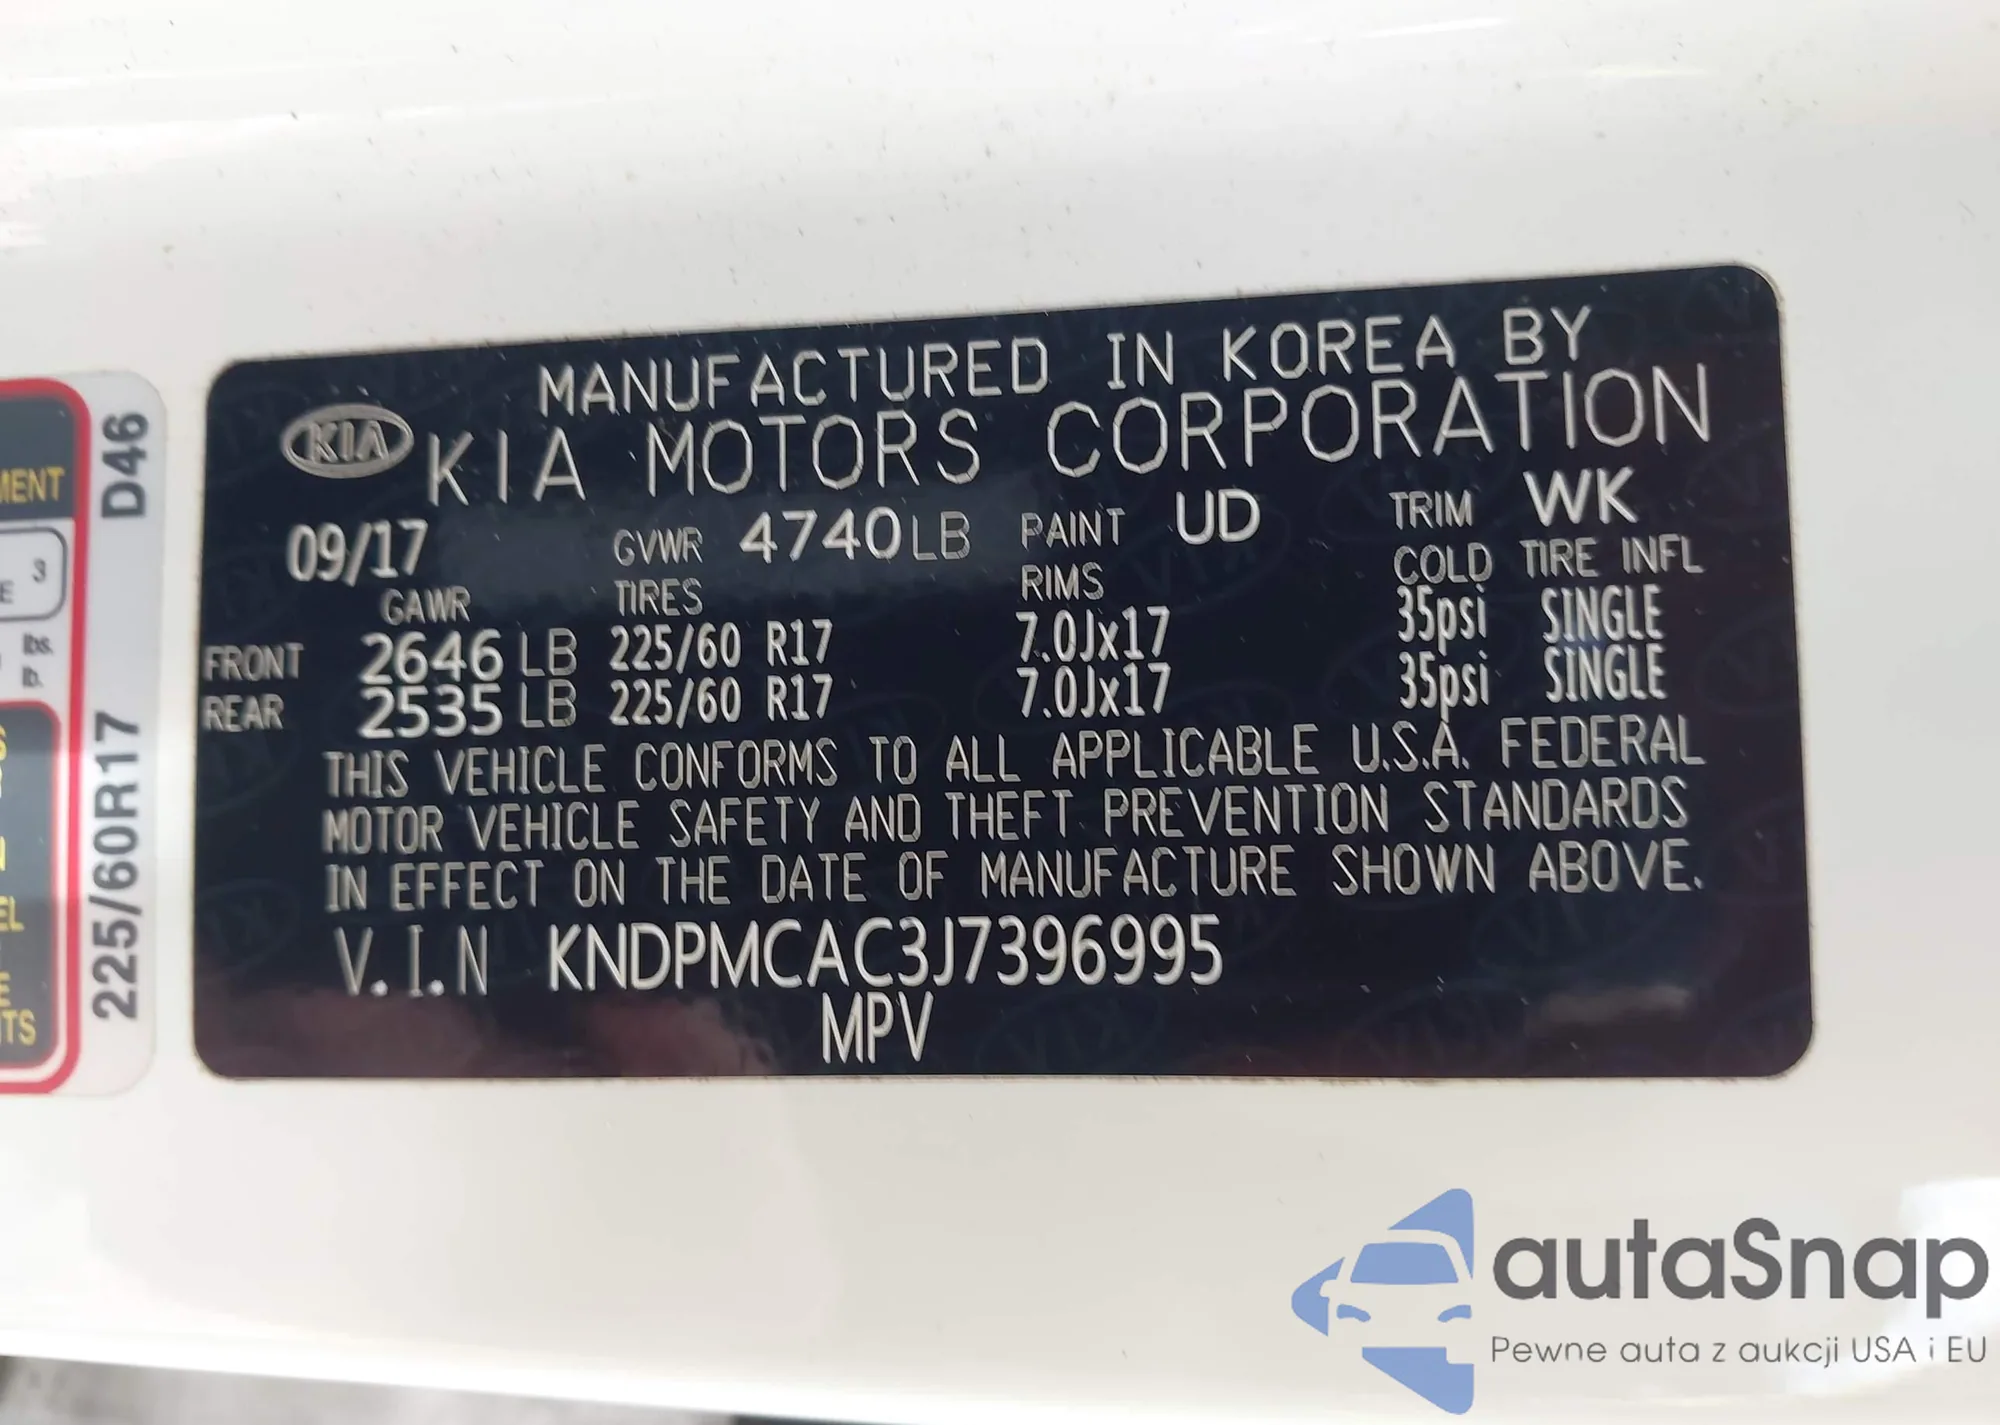 MANUFACTURED IN KOREA BY
KIA KIA MOTORS CORPORATION
09/17 GVWR 4740LB PAINT UD TRIM WK
GAWR TIRES RIMS COLD TIRE INFL
FRONT 2646 LB 225/60 R17 7.0Jx17 35psi SINGLE
REAR 2535 LB 225/60 R17 7.0Jx17 35psi SINGLE
THIS VEHICLE CONFORMS TO ALL APPLICABLE U.S.A. FEDERAL
MOTOR VEHICLE SAFETY AND THEFT PREVENTION STANDARDS
IN EFFECT ON THE DATE OF MANUFACTURE SHOWN ABOVE.
V.I.N KNDPMCAC3J7396995
MPV
D46
225/60R17
3
lbs.
lb.
autaSnap
Pewne auta z aukcji USA i EU